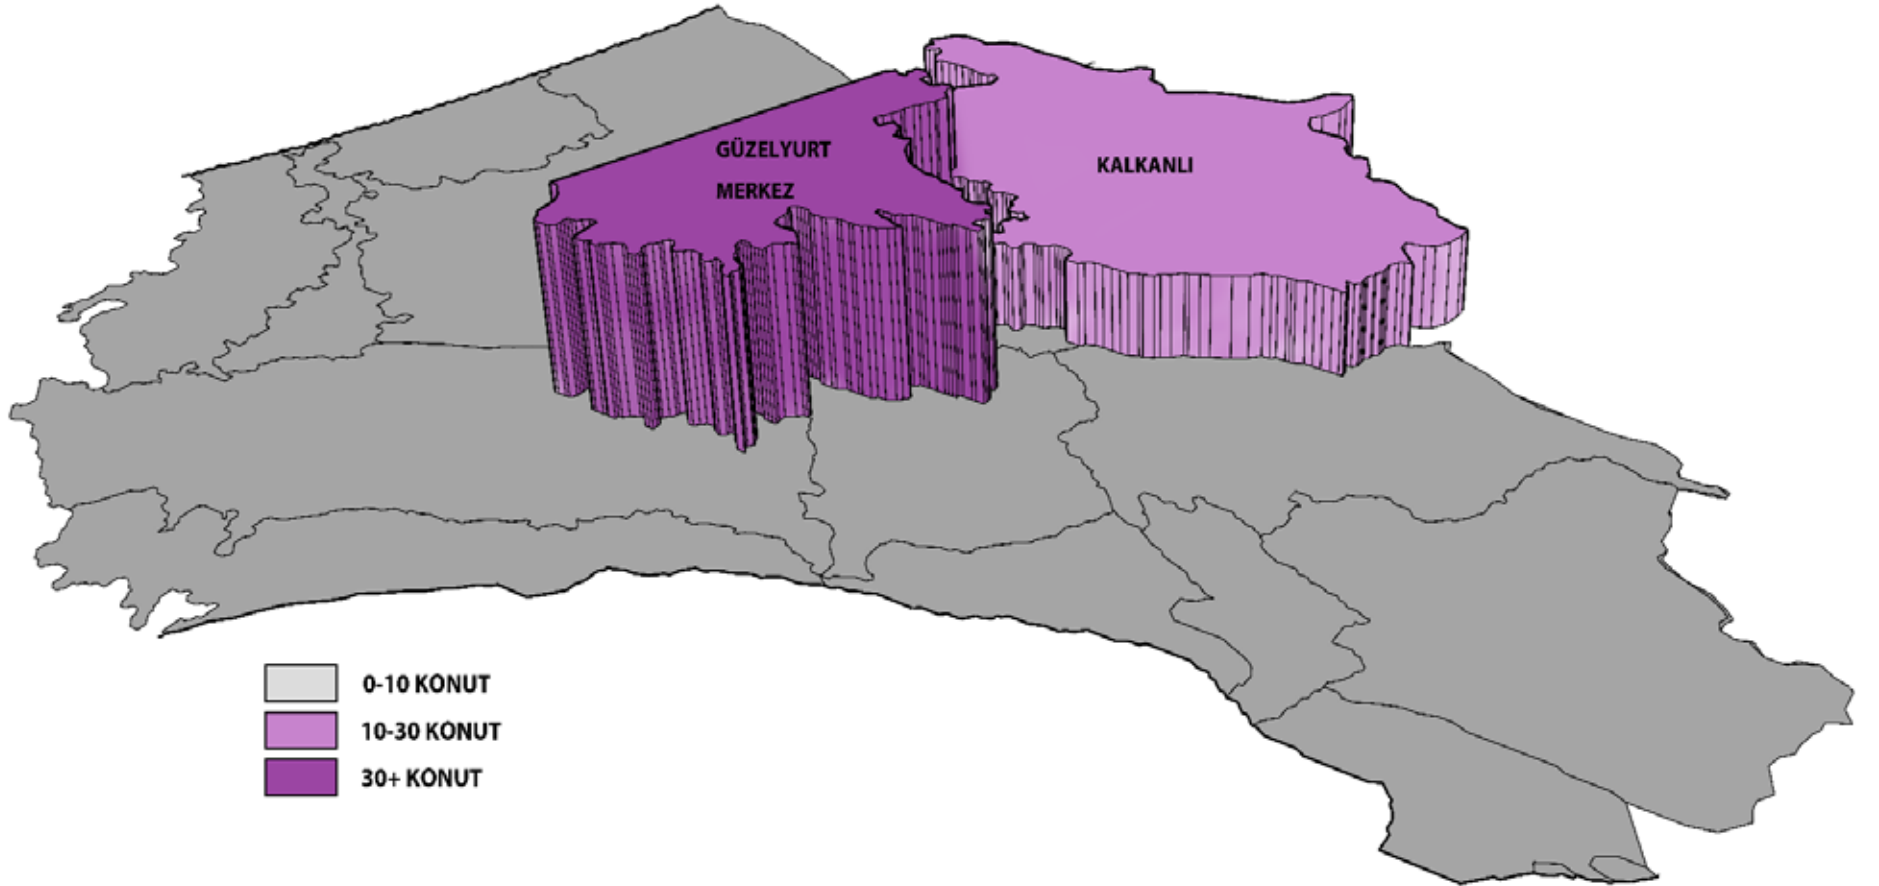 GÜZELYURT
MERKEZ
KALKANLI
0-10 KONUT
10-30 KONUT
30+ KONUT